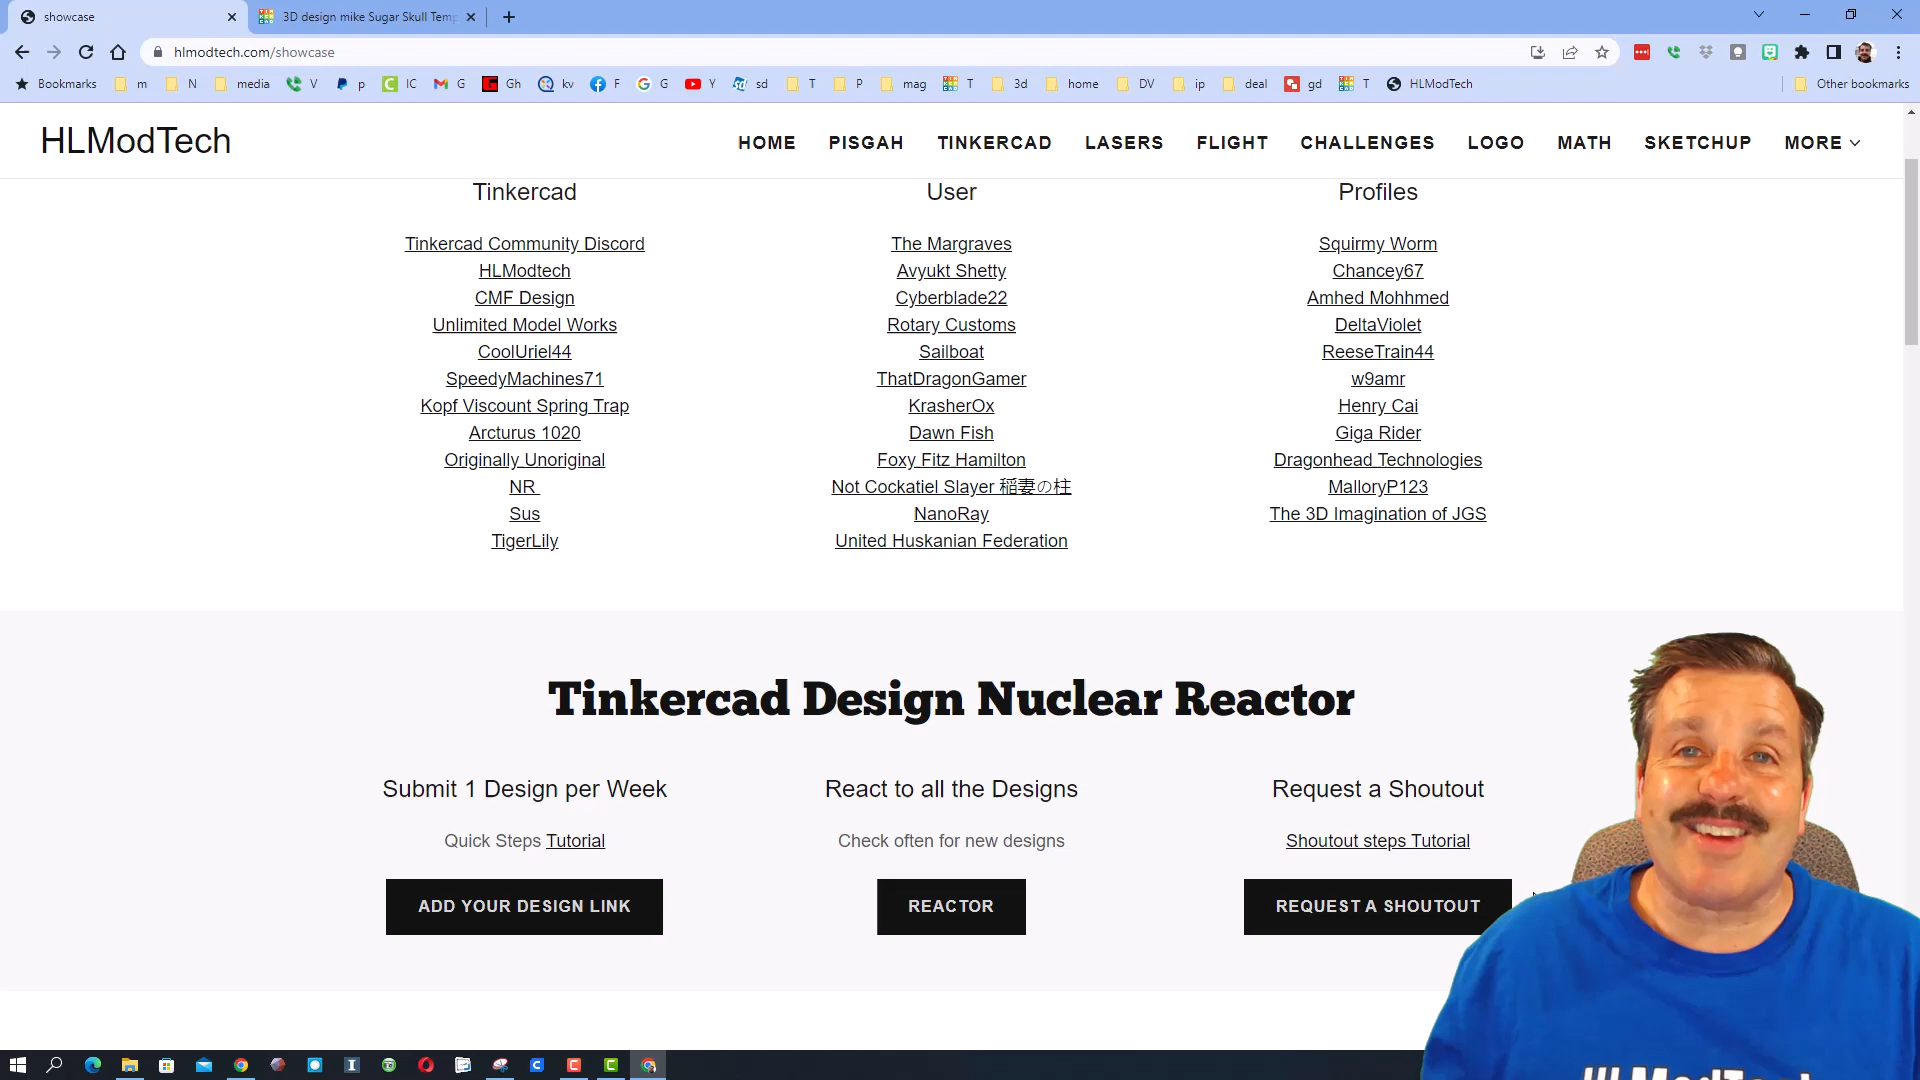 showcase
3D design mike Sugar Skull Temp
hlmodtech.com/showcase
Bookmarks m N media V p IC G Gh kv F G Y sd T P mag T 3d home DV ip deal gd T HLModTech Other bookmarks
HLModTech
HOME PISGAH TINKERCAD LASERS FLIGHT CHALLENGES LOGO MATH SKETCHUP MORE
Tinkercad
Tinkercad Community Discord
HLModtech
CMF Design
Unlimited Model Works
CoolUriel44
SpeedyMachines71
Kopf Viscount Spring Trap
Arcturus 1020
Originally Unoriginal
NR
Sus
TigerLily
User
The Margraves
Avyukt Shetty
Cyberblade22
Rotary Customs
Sailboat
ThatDragonGamer
KrasherOx
Dawn Fish
Foxy Fitz Hamilton
Not Cockatiel Slayer 稲妻の柱
NanoRay
United Huskanian Federation
Profiles
Squirmy Worm
Chancey67
Amhed Mohhmed
DeltaViolet
ReeseTrain44
w9amr
Henry Cai
Giga Rider
Dragonhead Technologies
MalloryP123
The 3D Imagination of JGS
Tinkercad Design Nuclear Reactor
Submit 1 Design per Week
Quick Steps Tutorial
ADD YOUR DESIGN LINK
React to all the Designs
Check often for new designs
REACTOR
Request a Shoutout
Shoutout steps Tutorial
REQUEST A SHOUTOUT
HLModTech